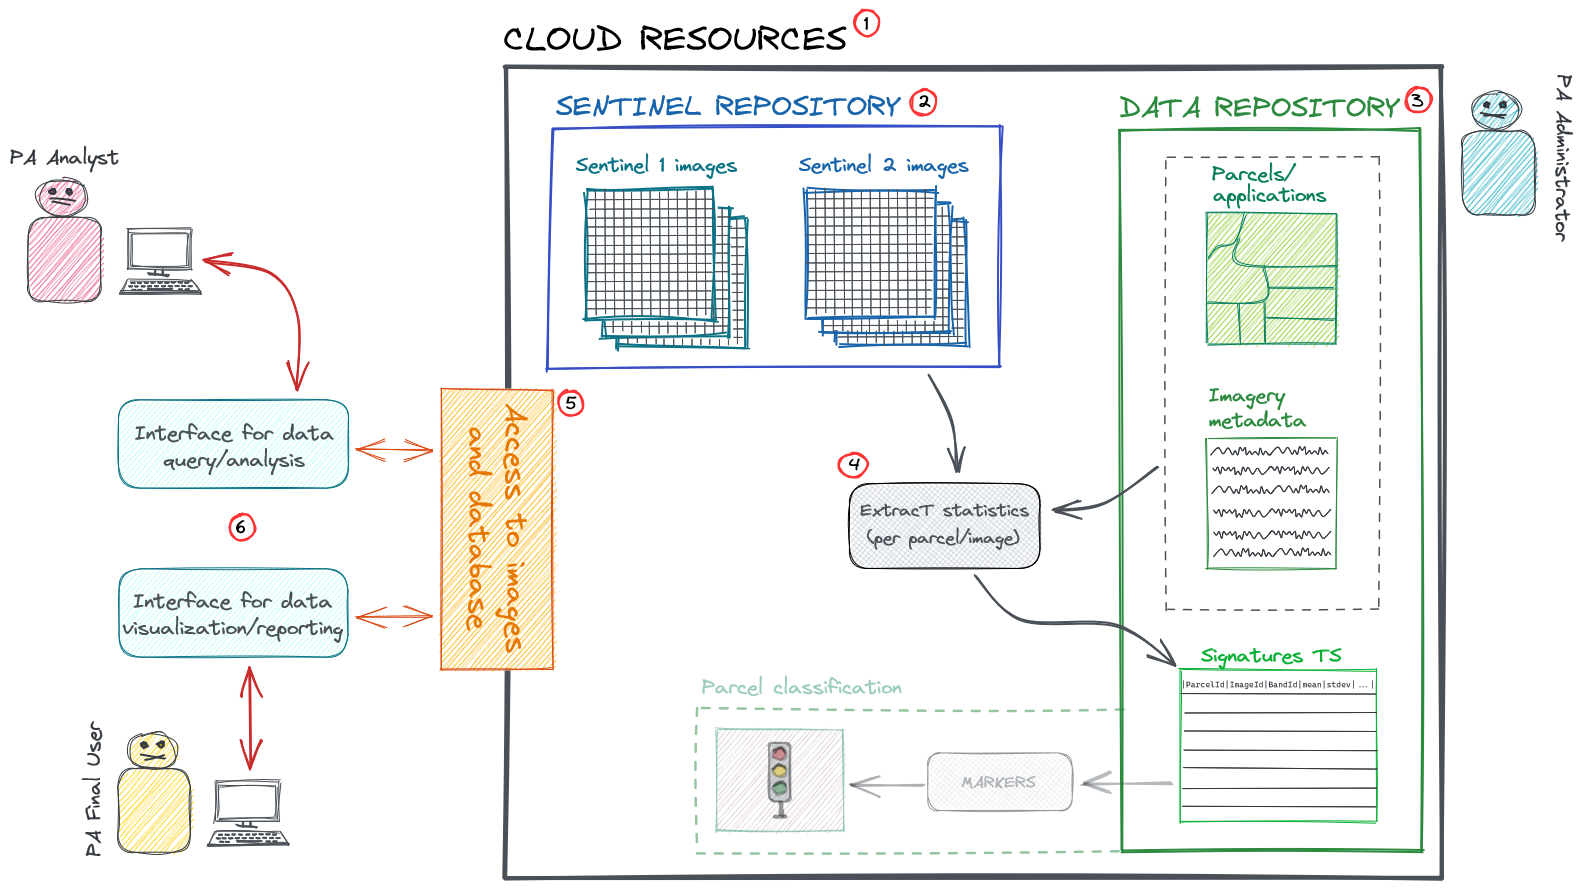 CLOUD RESOURCES
1
SENTINEL REPOSITORY
2
Sentinel 1 images
Sentinel 2 images
DATA REPOSITORY
3
Parcels/
applications
Imagery
metadata
PA Administrator
PA Analyst
Interface for data
query/analysis
6
Interface for data
visualization/reporting
PA Final User
5
Access to images
and database
4
ExtracT statistics
(per parcel/image)
Signatures TS
|ParcelId|ImageId|BandId|mean|stdev| ... |
Parcel classification
MARKERS